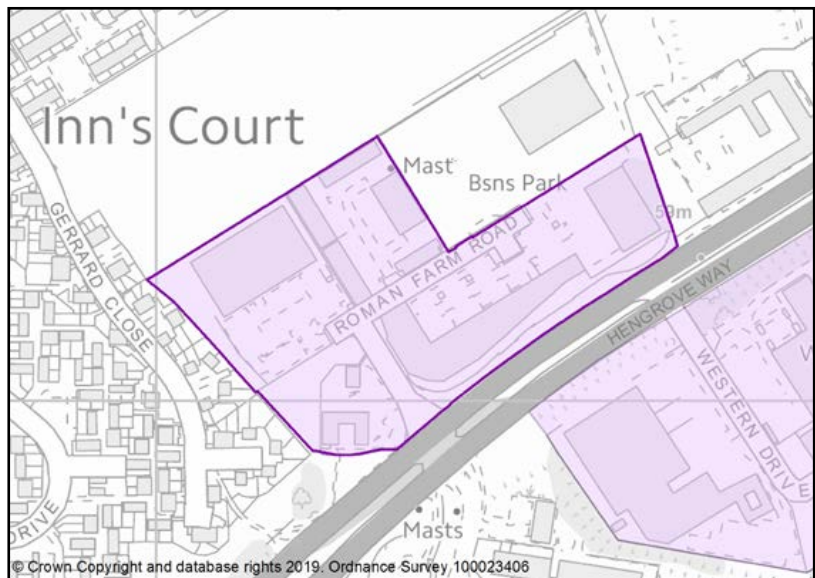 Inn's Court
Mast
Bsns Park
59m
GERRARD CLOSE
ROMAN FARM ROAD
HENGROVE WAY
WESTERN DRIVE
W
DRIVE
Masts
© Crown Copyright and database rights 2019. Ordnance Survey 100023406